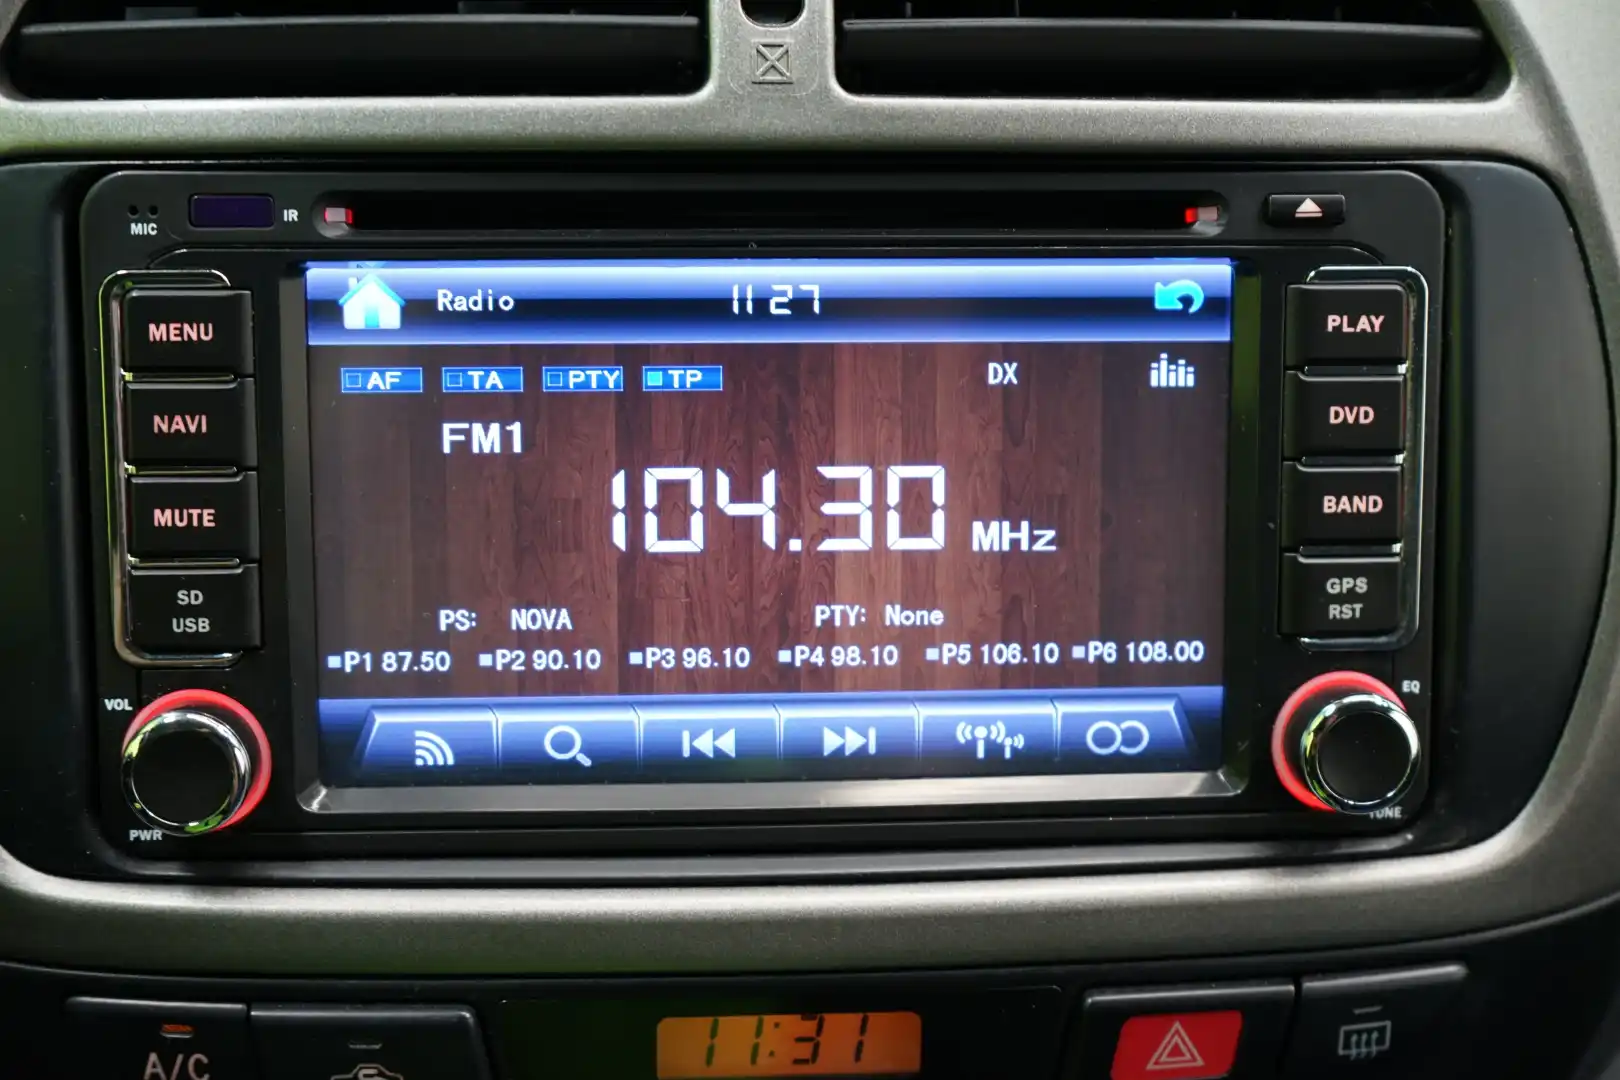 MIC
IR
Radio 11 27
MENU
NAVI
MUTE
SD
USB
AF TA PTY TP DX
FM1
104.30 MHz
PS: NOVA PTY: None
P1 87.50 P2 90.10 P3 96.10 P4 98.10 P5 106.10 P6 108.00
PLAY
DVD
BAND
GPS
RST
VOL
PWR
EQ
TUNE
A/C
11:31